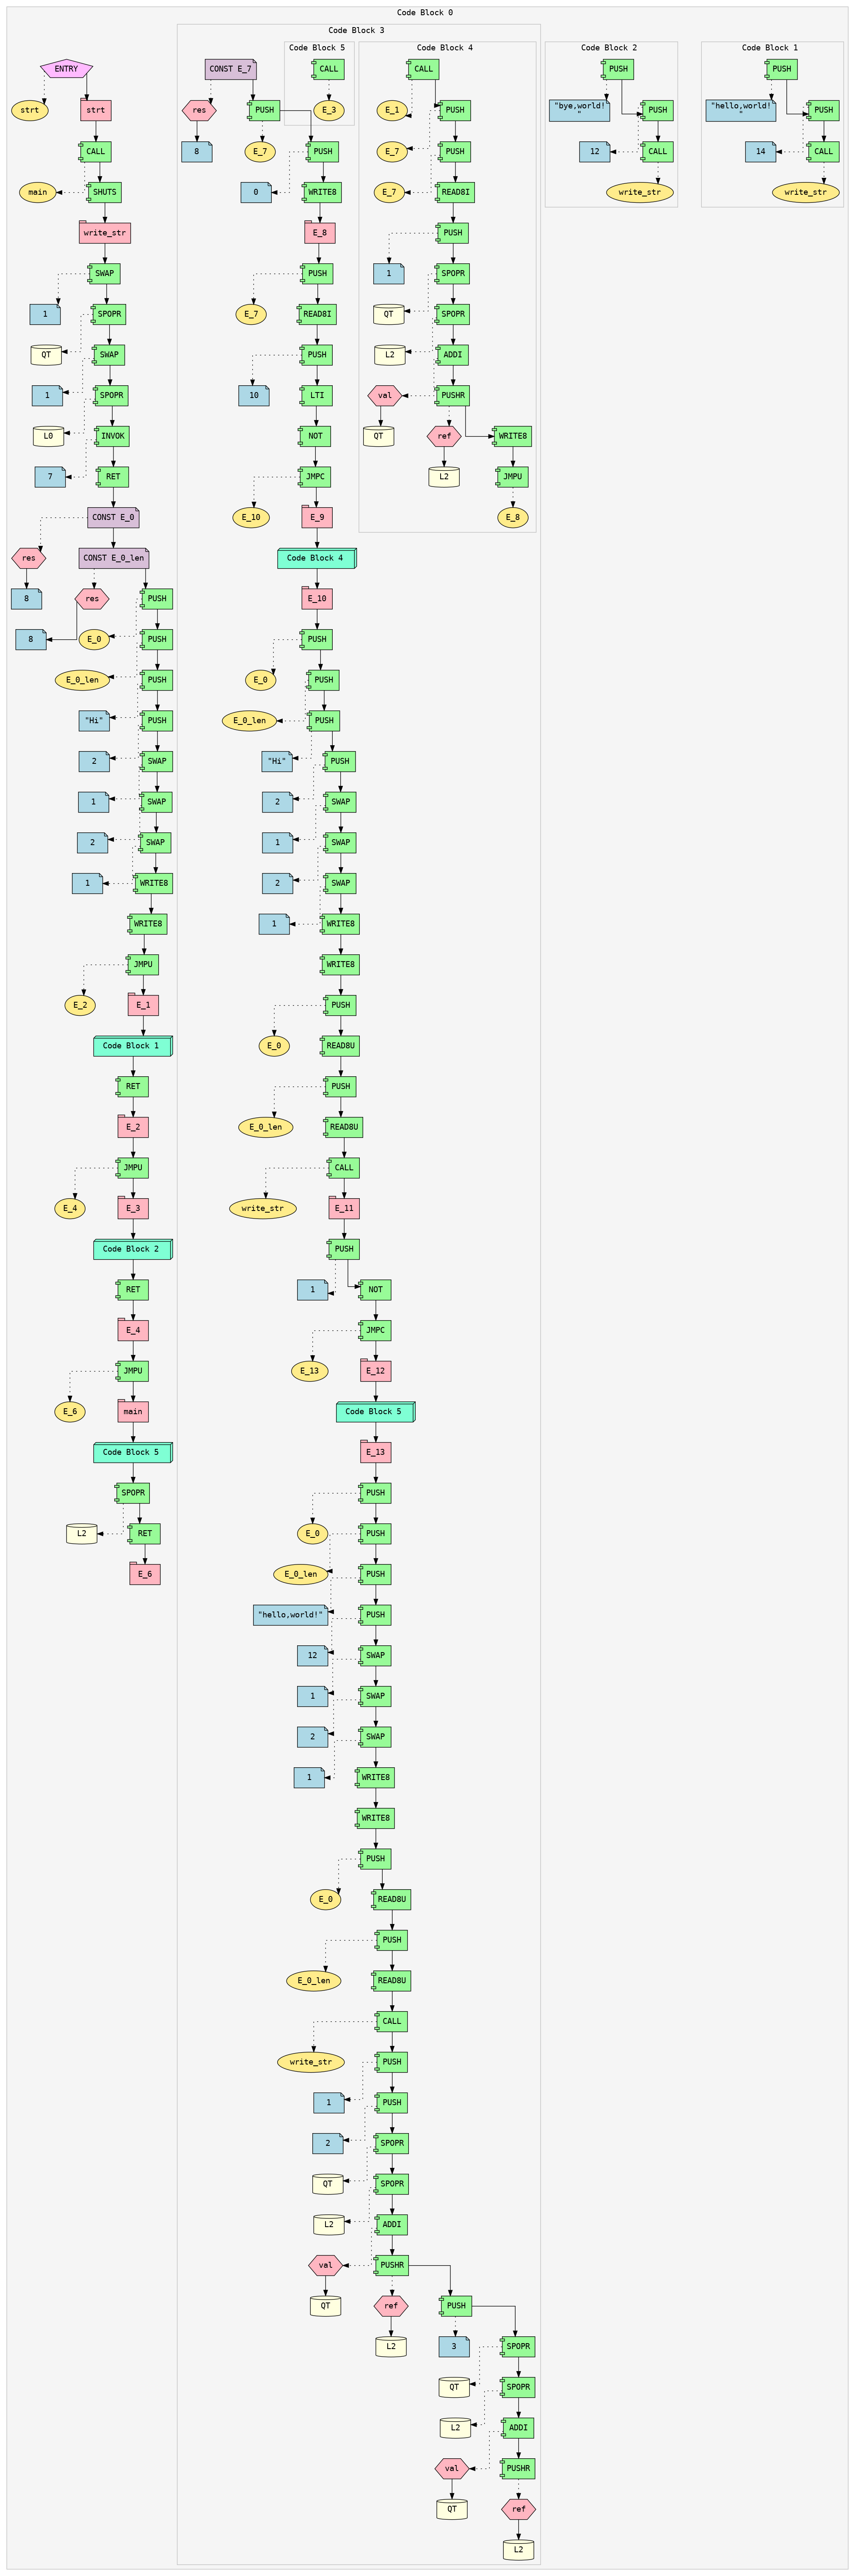 Code Block 0
ENTRY
strt
strt
CALL
main
SHUTS
write_str
SWAP
1
SPOPR
QT
SWAP
1
SPOPR
L0
INVOK
7
RET
CONST E_0
res
CONST E_0_len
8
res
PUSH
8
E_0
PUSH
E_0_len
PUSH
"Hi"
PUSH
2
SWAP
1
SWAP
2
SWAP
1
WRITE8
WRITE8
JMPU
E_2
E_1
Code Block 1
RET
E_2
JMPU
E_4
E_3
Code Block 2
RET
E_4
JMPU
E_6
main
Code Block 5
SPOPR
L2
RET
E_6
Code Block 3
CONST E_7
res
PUSH
8
E_7
PUSH
0
WRITE8
E_8
PUSH
E_7
READ8I
PUSH
10
LTI
NOT
JMPC
E_10
E_9
Code Block 4
E_10
PUSH
E_0
PUSH
E_0_len
PUSH
"Hi"
PUSH
2
SWAP
1
SWAP
2
SWAP
1
WRITE8
WRITE8
PUSH
E_0
READ8U
PUSH
E_0_len
READ8U
CALL
write_str
E_11
PUSH
1
NOT
JMPC
E_13
E_12
Code Block 5
E_13
PUSH
E_0
PUSH
E_0_len
PUSH
"hello,world!"
PUSH
12
SWAP
1
SWAP
2
SWAP
1
WRITE8
WRITE8
PUSH
E_0
READ8U
PUSH
E_0_len
READ8U
CALL
write_str
PUSH
1
PUSH
2
SPOPR
QT
SPOPR
L2
ADDI
val
PUSHR
QT
ref
PUSH
L2
3
SPOPR
QT
SPOPR
L2
ADDI
val
PUSHR
QT
ref
L2
Code Block 5
CALL
E_3
Code Block 4
CALL
E_1
PUSH
E_7
PUSH
E_7
READ8I
PUSH
1
SPOPR
QT
SPOPR
L2
ADDI
val
PUSHR
QT
ref
WRITE8
L2
JMPU
E_8
Code Block 2
PUSH
"bye,world!
"
PUSH
12
CALL
write_str
Code Block 1
PUSH
"hello,world!
"
PUSH
14
CALL
write_str